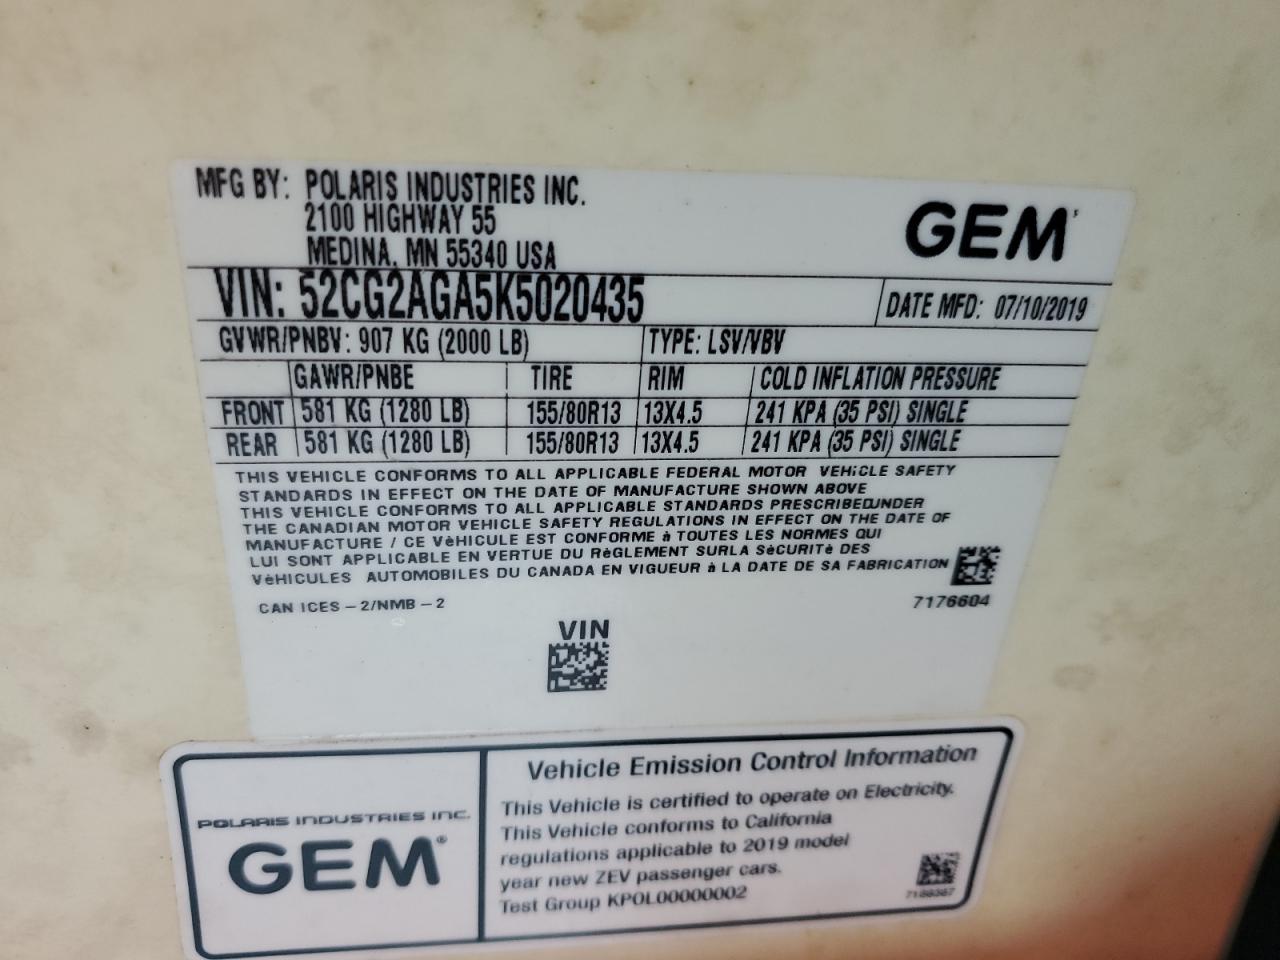 MFG BY: POLARIS INDUSTRIES INC.
2100 HIGHWAY 55
MEDINA, MN 55340 USA
GEM
VIN: 52CG2AGA5K5020435
DATE MFD: 07/10/2019
GVWR/PNBV: 907 KG (2000 LB)
TYPE: LSV/VBV
GAWR/PNBE TIRE RIM COLD INFLATION PRESSURE
FRONT 581 KG (1280 LB) 155/80R13 13X4.5 241 KPA (35 PSI) SINGLE
REAR 581 KG (1280 LB) 155/80R13 13X4.5 241 KPA (35 PSI) SINGLE
THIS VEHICLE CONFORMS TO ALL APPLICABLE FEDERAL MOTOR VEHICLE SAFETY
STANDARDS IN EFFECT ON THE DATE OF MANUFACTURE SHOWN ABOVE
THIS VEHICLE CONFORMS TO ALL APPLICABLE STANDARDS PRESCRIBEDUNDER
THE CANADIAN MOTOR VEHICLE SAFETY REGULATIONS IN EFFECT ON THE DATE OF
MANUFACTURE / CE VèHICULE EST CONFORME à TOUTES LES NORMES QUI
LUI SONT APPLICABLE EN VERTUE DU RèGLEMENT SURLA SèCURITè DES
VèHICULES AUTOMOBILES DU CANADA EN VIGUEUR à LA DATE DE SA FABRICATION
CAN ICES - 2/NMB - 2
7176604
VIN
POLARIS INDUSTRIES INC.
GEM®
Vehicle Emission Control Information
This Vehicle is certified to operate on Electricity.
This Vehicle conforms to California
regulations applicable to 2019 model
year new ZEV passenger cars.
Test Group KPOL00000002